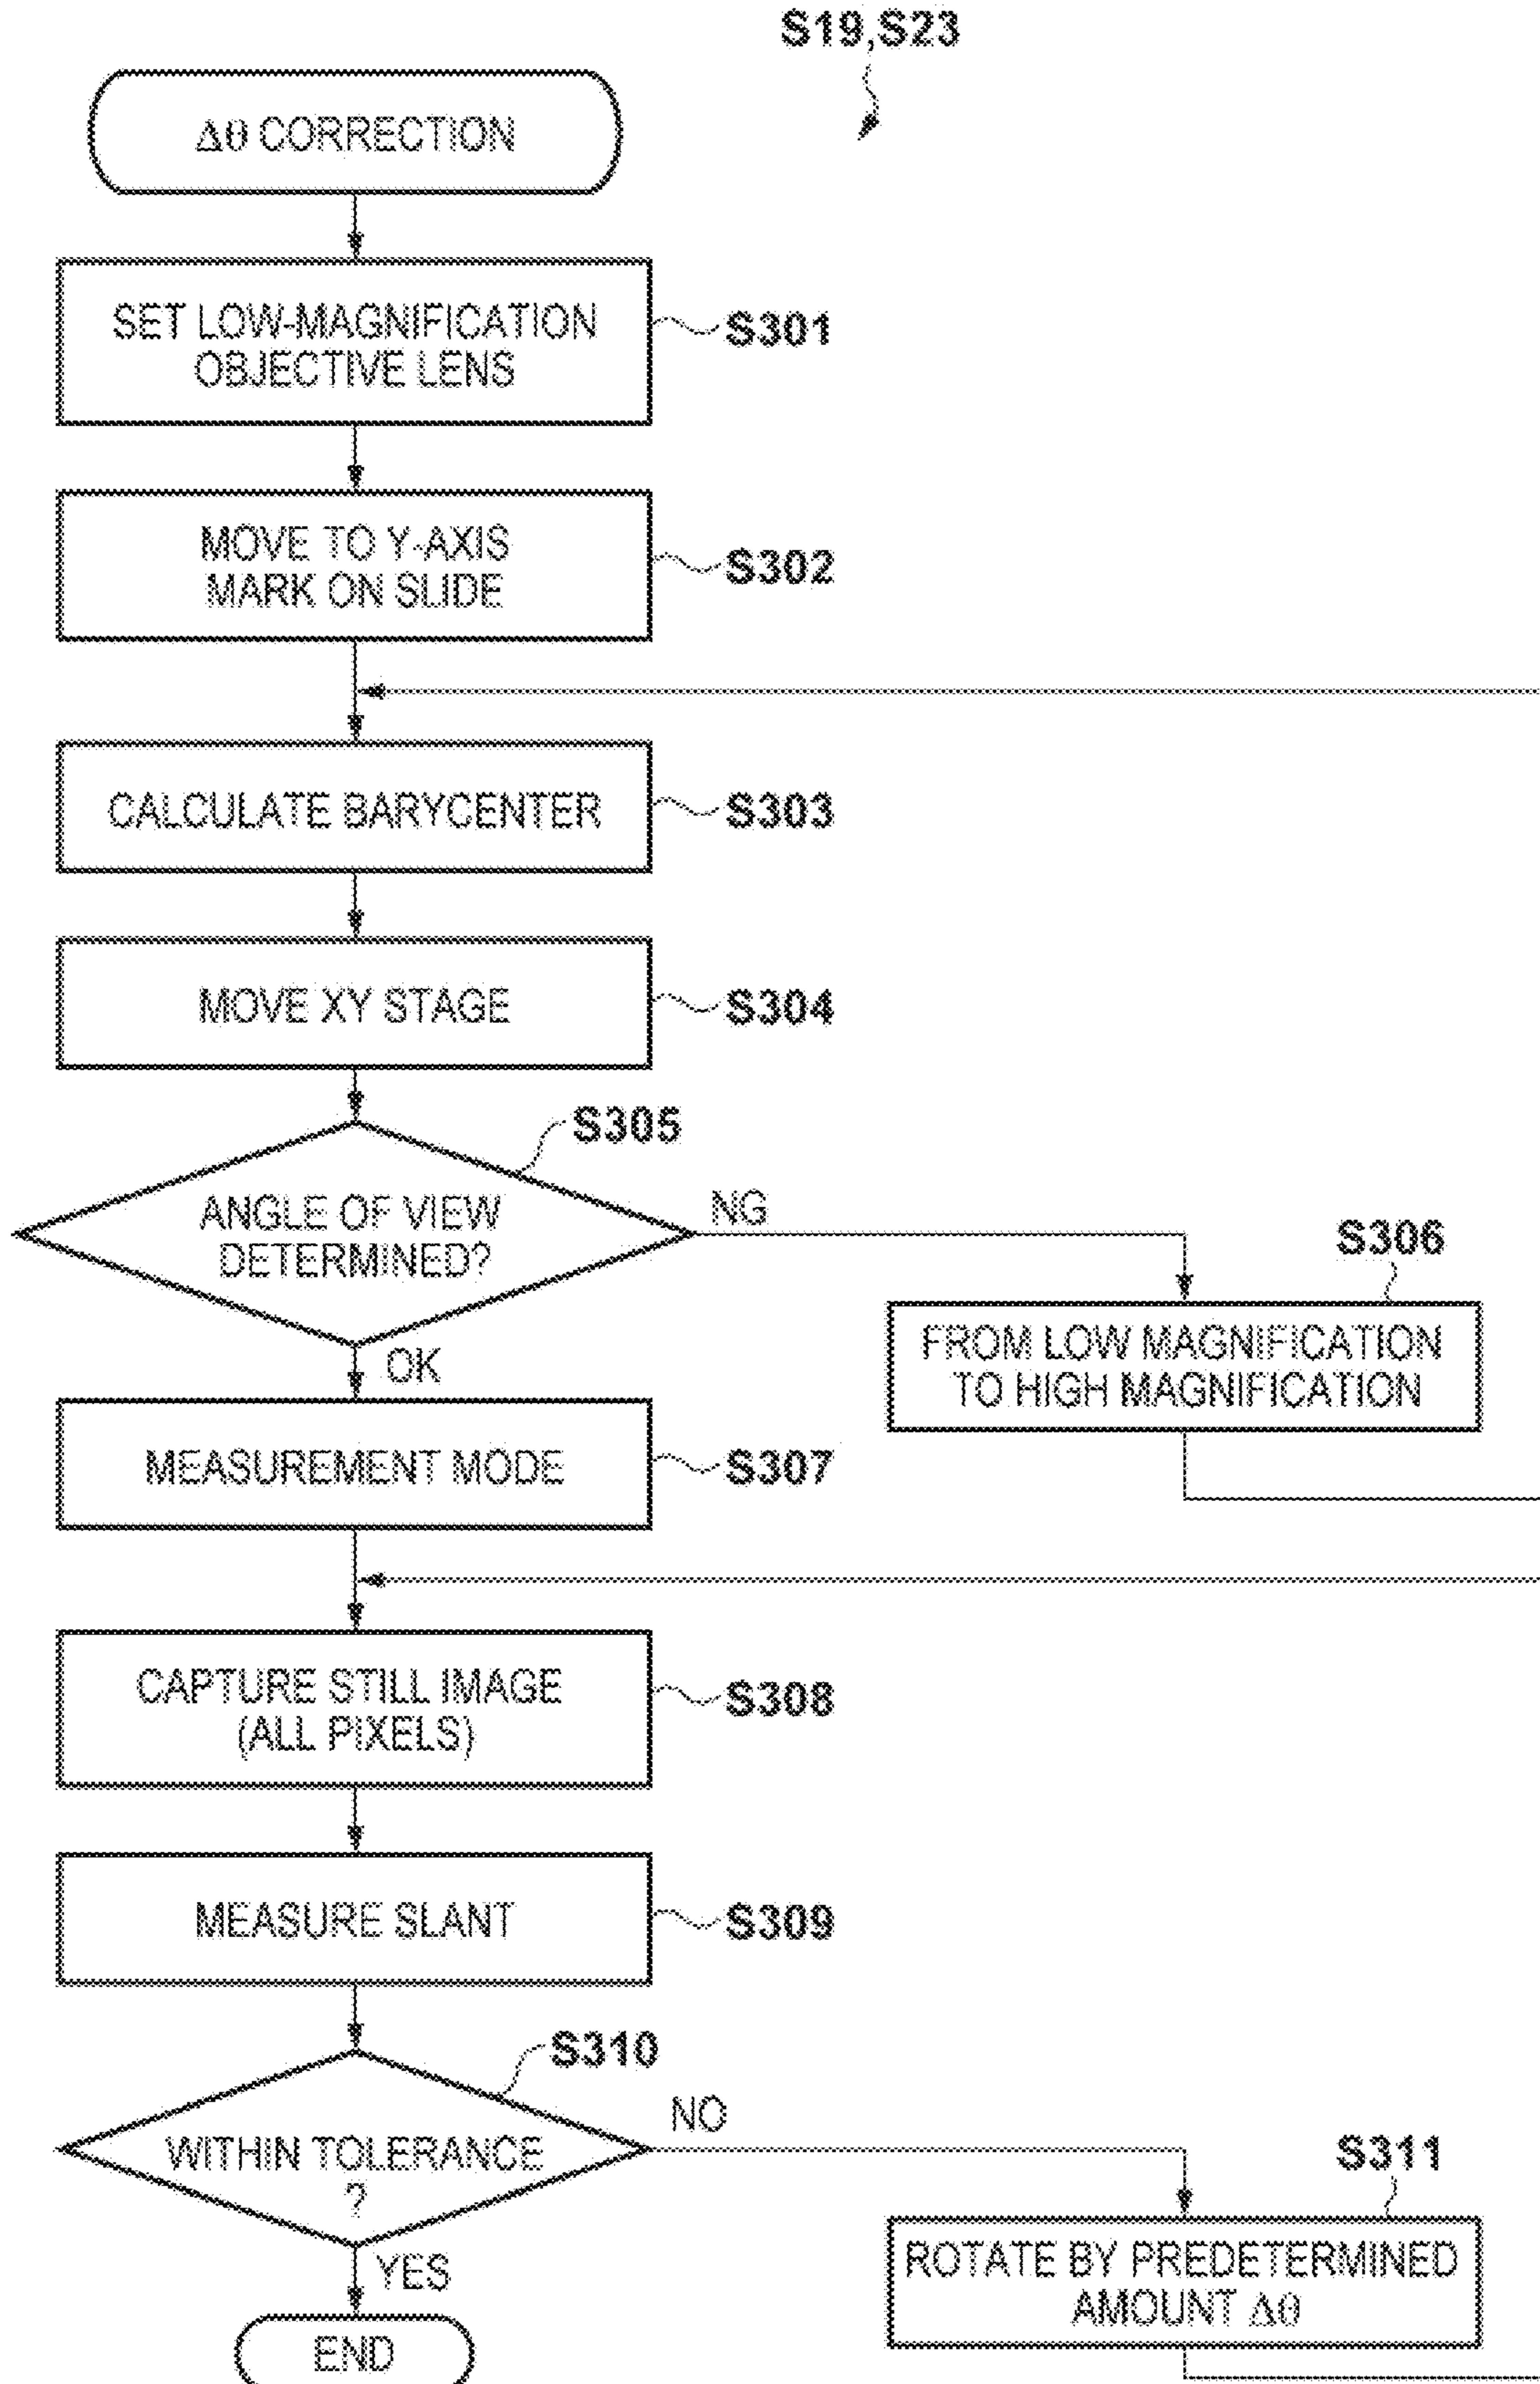 S19,S23
Δθ CORRECTION
SET LOW-MAGNIFICATION
OBJECTIVE LENS
S301
MOVE TO Y-AXIS
MARK ON SLIDE
S302
CALCULATE BARYCENTER
S303
MOVE XY STAGE
S304
S305
ANGLE OF VIEW
DETERMINED?
NG
OK
S306
FROM LOW MAGNIFICATION
TO HIGH MAGNIFICATION
MEASUREMENT MODE
S307
CAPTURE STILL IMAGE
(ALL PIXELS)
S308
MEASURE SLANT
S309
S310
WITHIN TOLERANCE
?
NO
YES
S311
ROTATE BY PREDETERMINED
AMOUNT Δθ
END